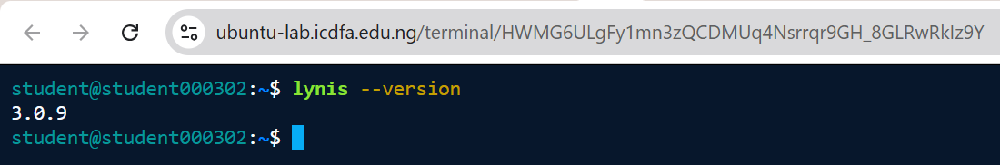 ubuntu-lab.icdfa.edu.ng/terminal/HWMG6ULgFy1mn3zQCDMUq4Nsrrqr9GH_8GLRwRkIz9Y
student@student000302:~$ lynis --version
3.0.9
student@student000302:~$